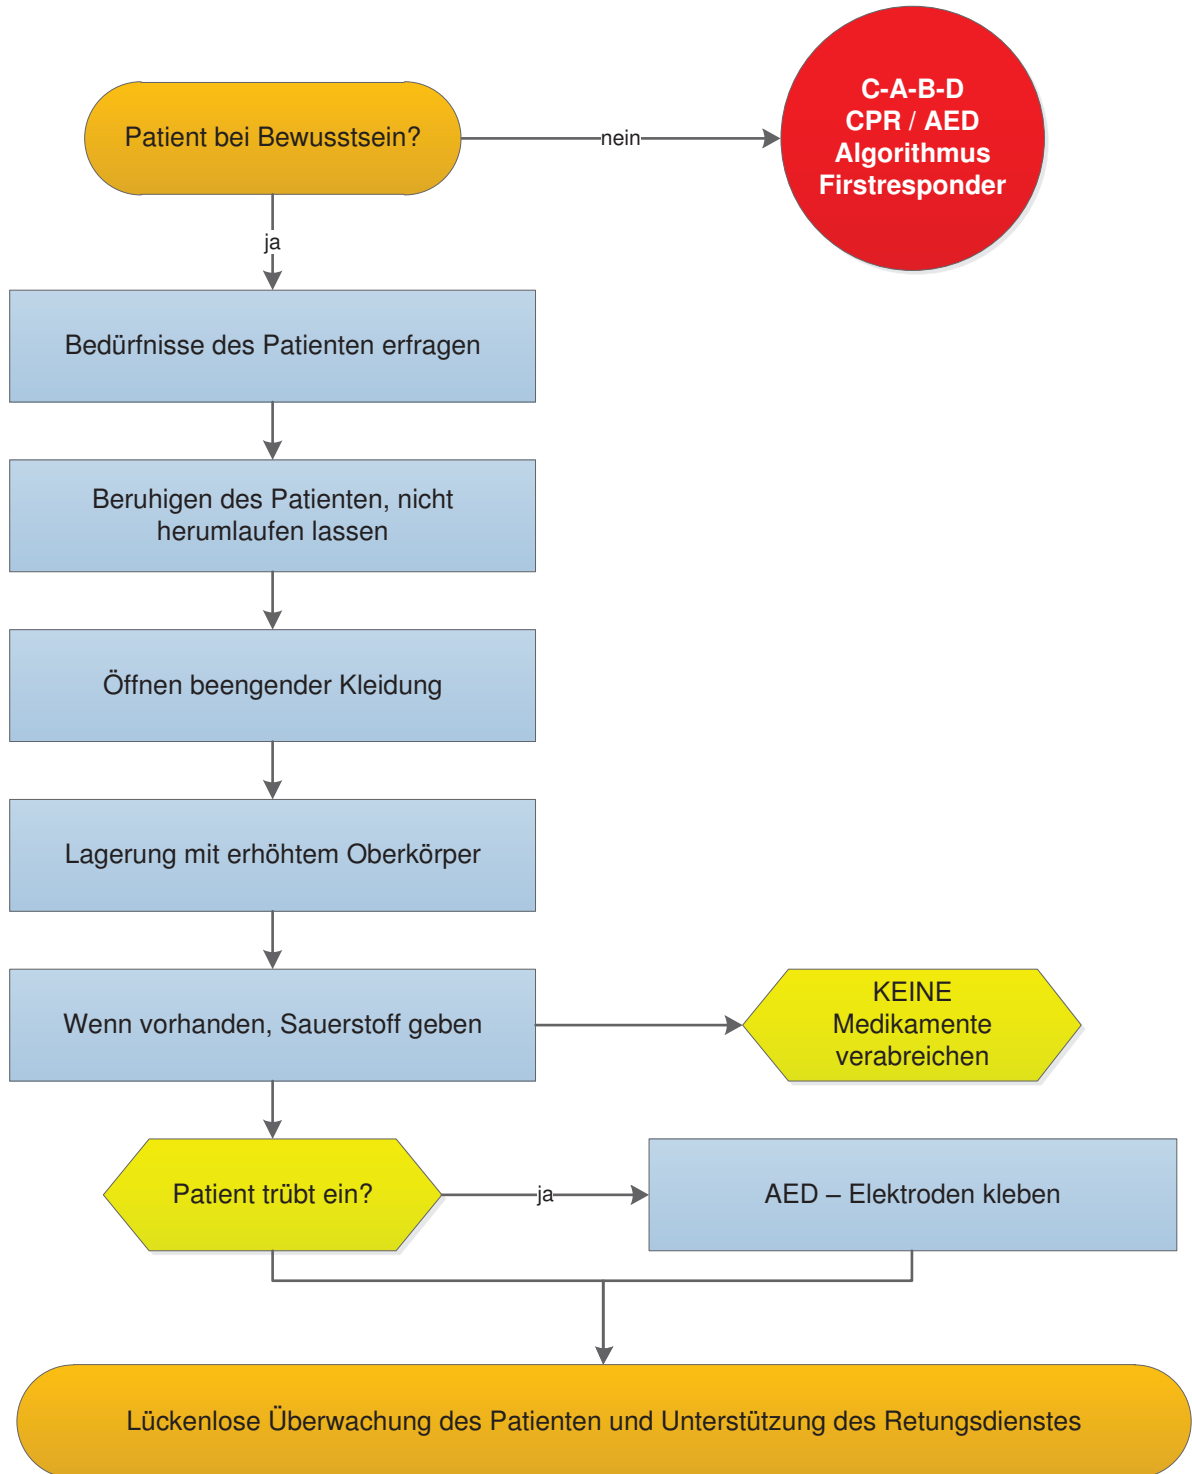 Patient bei Bewusstsein?
nein
C-A-B-D
CPR / AED
Algorithmus
Firstresponder
ja
Bedürfnisse des Patienten erfragen
Beruhigen des Patienten, nicht
herumlaufen lassen
Öffnen beengender Kleidung
Lagerung mit erhöhtem Oberkörper
Wenn vorhanden, Sauerstoff geben
KEINE
Medikamente
verabreichen
Patient trübt ein?
ja
AED – Elektroden kleben
Lückenlose Überwachung des Patienten und Unterstützung des Retungsdienstes